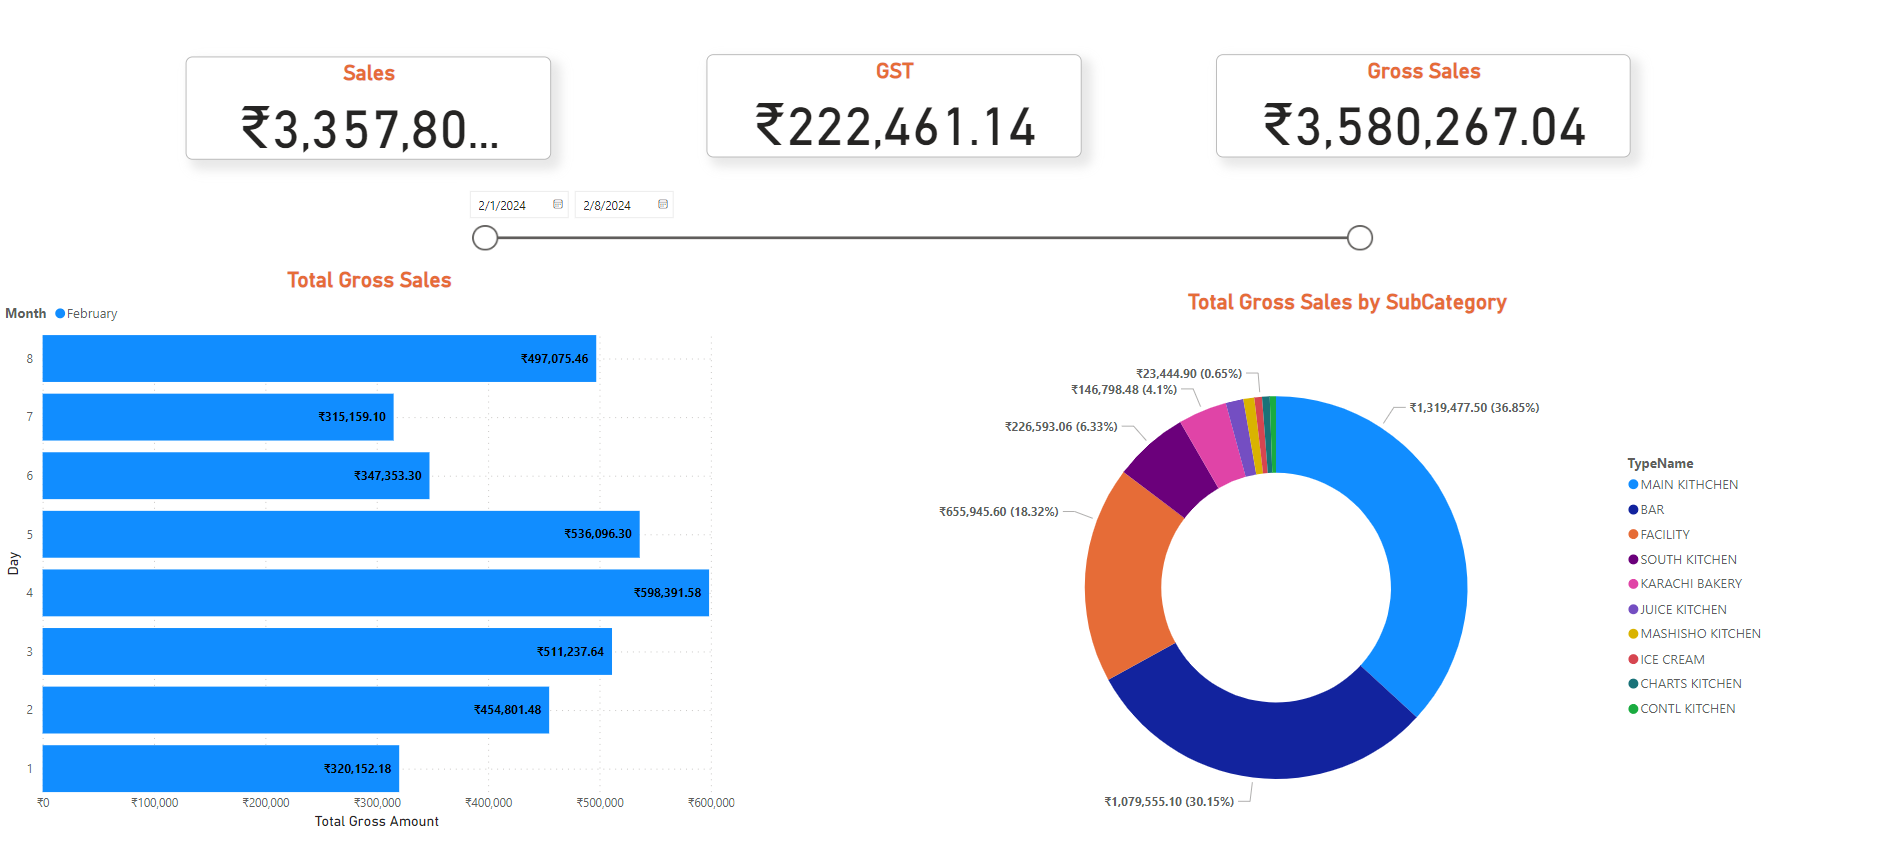 Sales
₹3,357,80...
GST
₹222,461.14
Gross Sales
₹3,580,267.04
2/1/2024
2/8/2024
Total Gross Sales
Month February
8 ₹497,075.46
7 ₹315,159.10
6 ₹347,353.30
5 ₹536,096.30
4 ₹598,391.58
3 ₹511,237.64
2 ₹454,801.48
1 ₹320,152.18
Day
₹0 ₹100,000 ₹200,000 ₹300,000 ₹400,000 ₹500,000 ₹600,000
Total Gross Amount
Total Gross Sales by SubCategory
₹23,444.90 (0.65%)
₹146,798.48 (4.1%)
₹226,593.06 (6.33%)
₹655,945.60 (18.32%)
₹1,319,477.50 (36.85%)
₹1,079,555.10 (30.15%)
TypeName
MAIN KITHCHEN
BAR
FACILITY
SOUTH KITCHEN
KARACHI BAKERY
JUICE KITCHEN
MASHISHO KITCHEN
ICE CREAM
CHARTS KITCHEN
CONTL KITCHEN